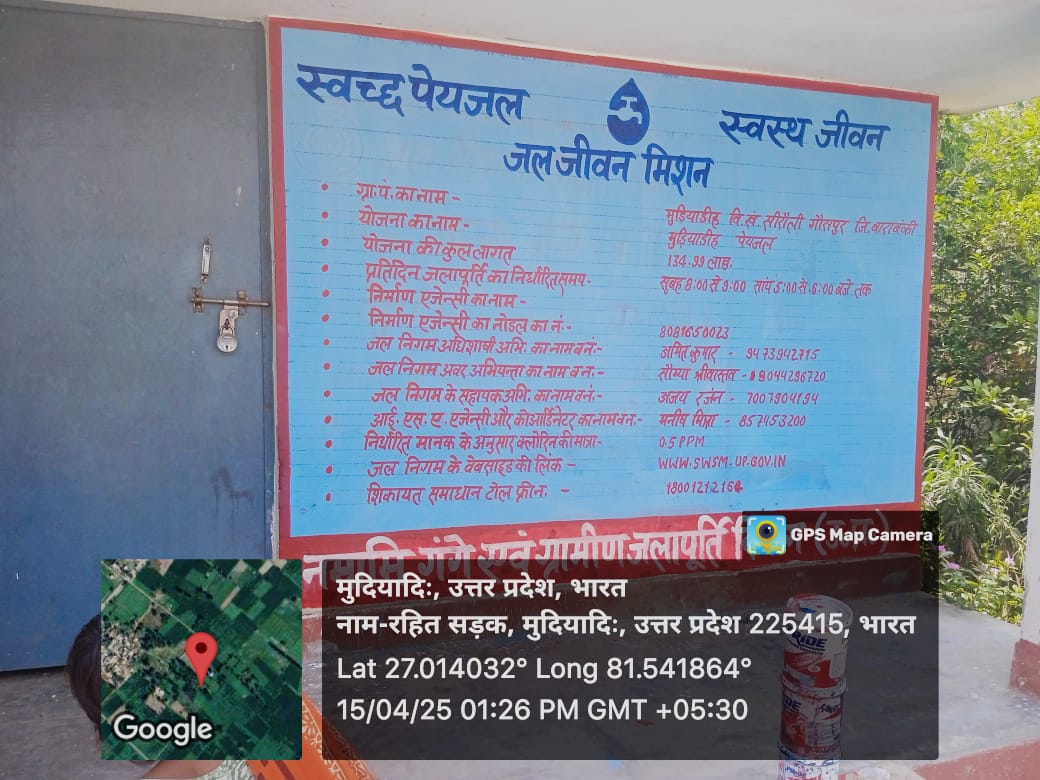 स्वच्छ पेयजल
स्वस्थ जीवन
जल जीवन मिशन
• ग्रा.पं. का नाम - मुड़ियाडीह वि.खं. सीरौली गौसपुर जि. बाराबंकी
• योजना का नाम - मुड़ियाडीह पेयजल
• योजना की कुल लागत 134.99 लाख.
• प्रतिदिन जलापूर्ति का निर्धारित समय- सुबह 8:00 से 9:00 सायं 5:00 से 6:00 बजे तक
• निर्माण एजेन्सी का नाम -
• निर्माण एजेन्सी का नोडल का नं:- 8081650023
• जल निगम अधिशाषी अभि. का नाम व नं:- अमित कुमार - 9473942715
• जल निगम अवर अभियन्ता का नाम व नं.- सौम्या श्रीवास्तव - 9044296720
• जल निगम के सहायक अभि. का नाम व नं:- अजय रंजन - 7007904194
• आई. एस. ए. एजेन्सी और कोआर्डिनेटर का नाम व नं.- मनीष मिश्रा - 857453200
• निर्धारित मानक के अनुसार क्लोरिन की मात्रा- 0.5 PPM
• जल निगम के वेबसाइड की लिंक - WWW.SWSM.UP.GOV.IN
• शिकायत समाधान टोल फ्री नं. - 18001212164
नमामि गंगे एवं ग्रामीण जलापूर्ति (उ.प्र.)
GPS Map Camera
मुदियादिः, उत्तर प्रदेश, भारत
नाम-रहित सड़क, मुदियादिः, उत्तर प्रदेश 225415, भारत
Lat 27.014032° Long 81.541864°
15/04/25 01:26 PM GMT +05:30
Google